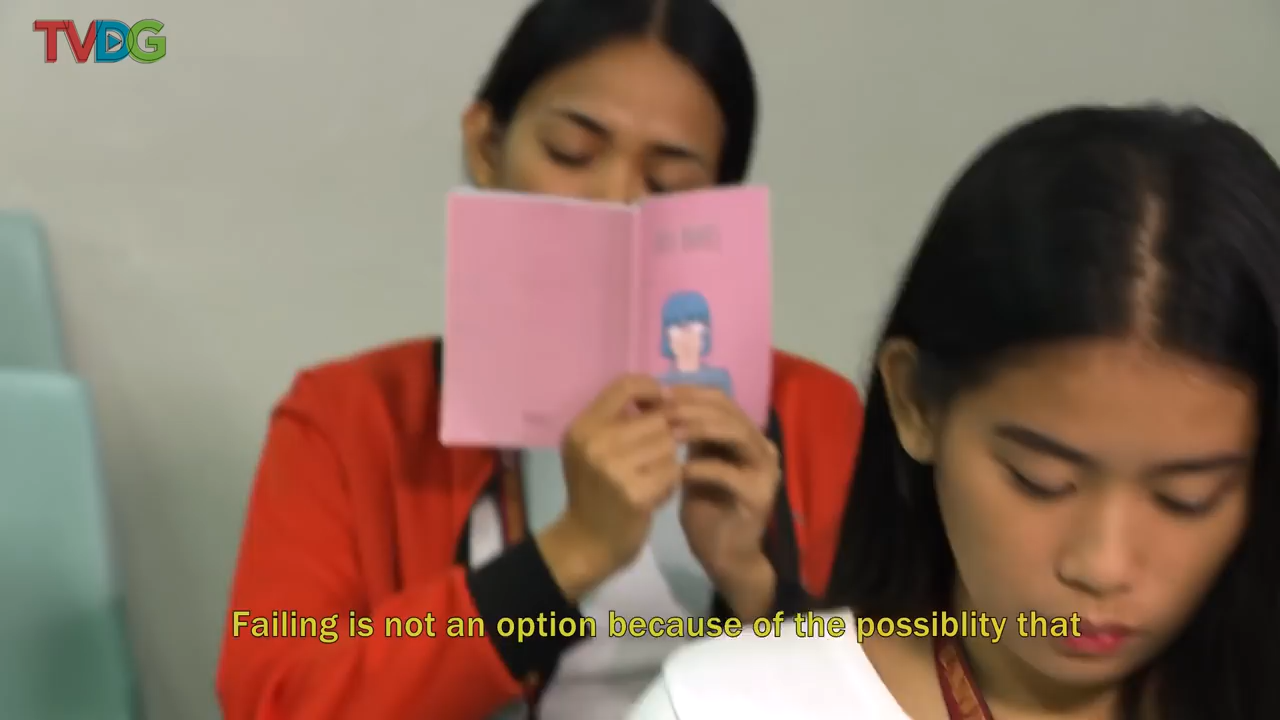 TVDG
Failing is not an option because of the possiblity that